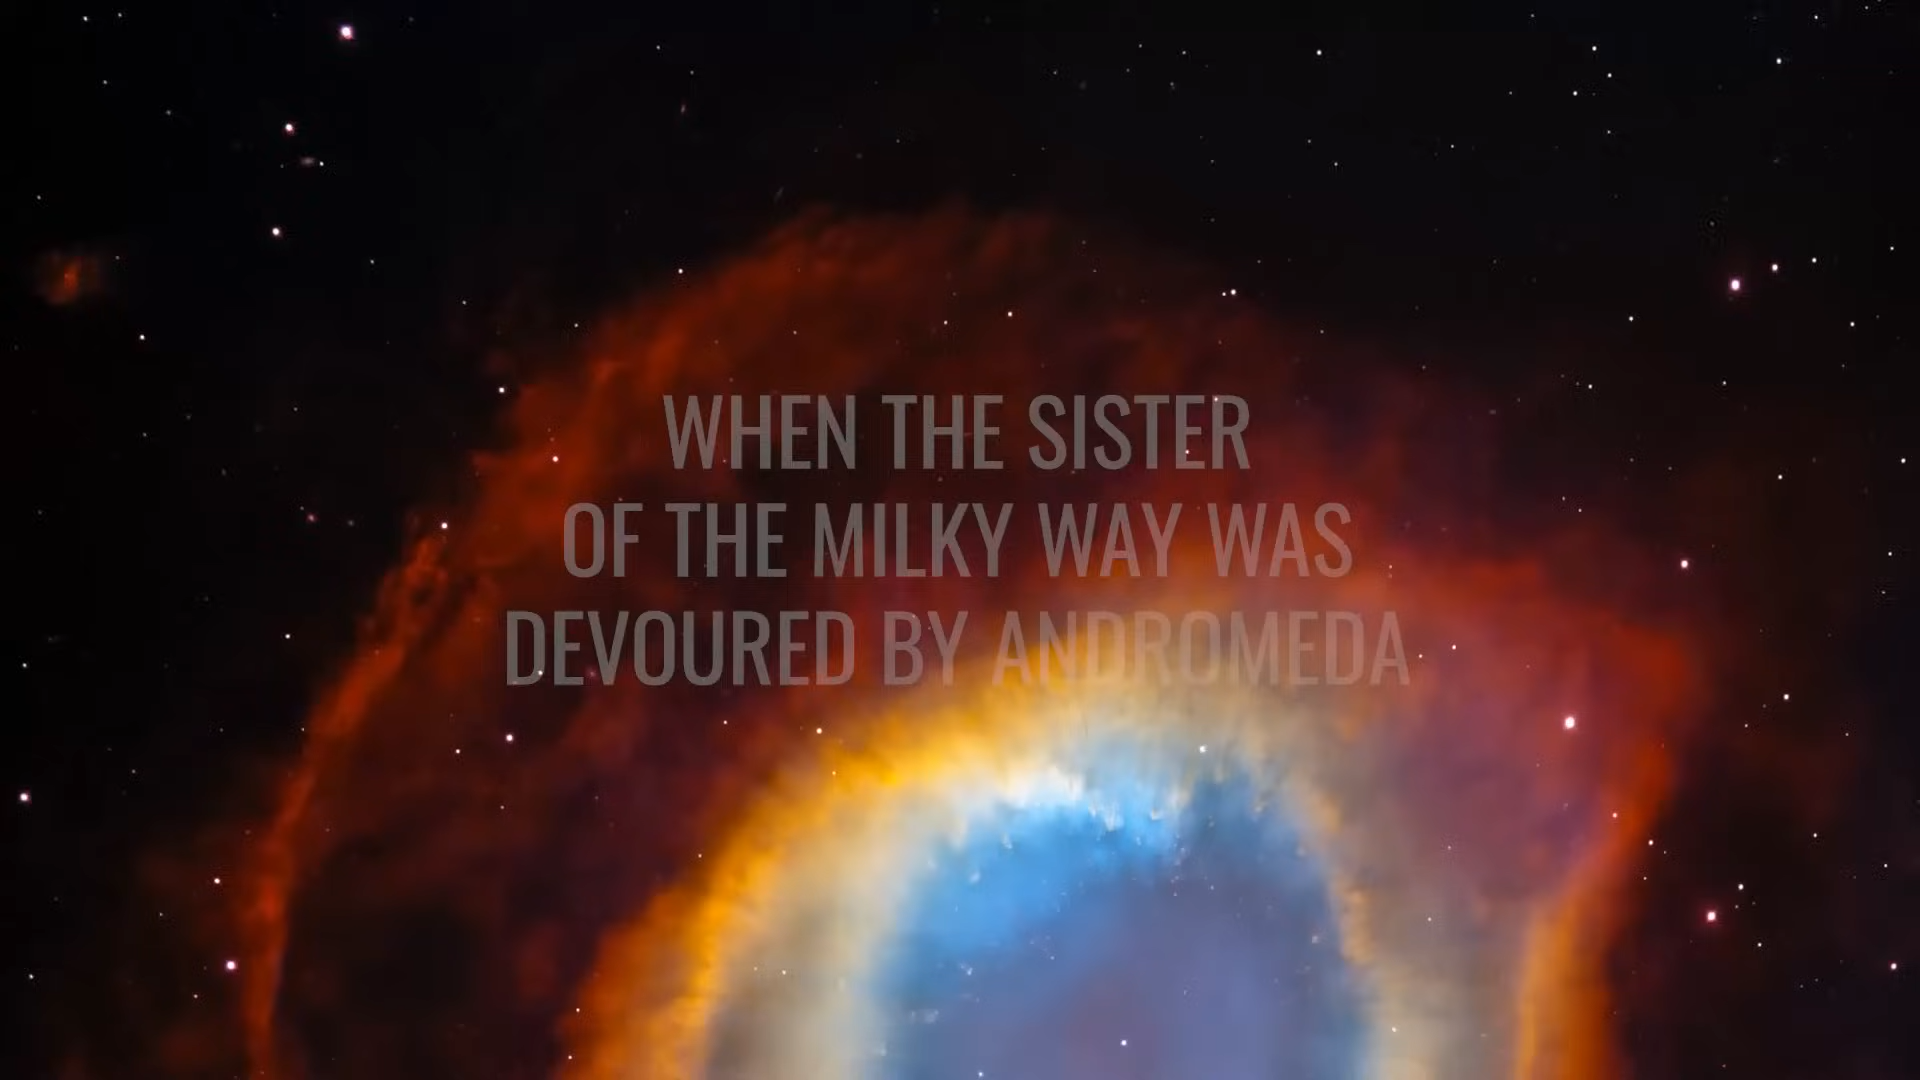 WHEN THE SISTER
OF THE MILKY WAY WAS
DEVOURED BY ANDROMEDA